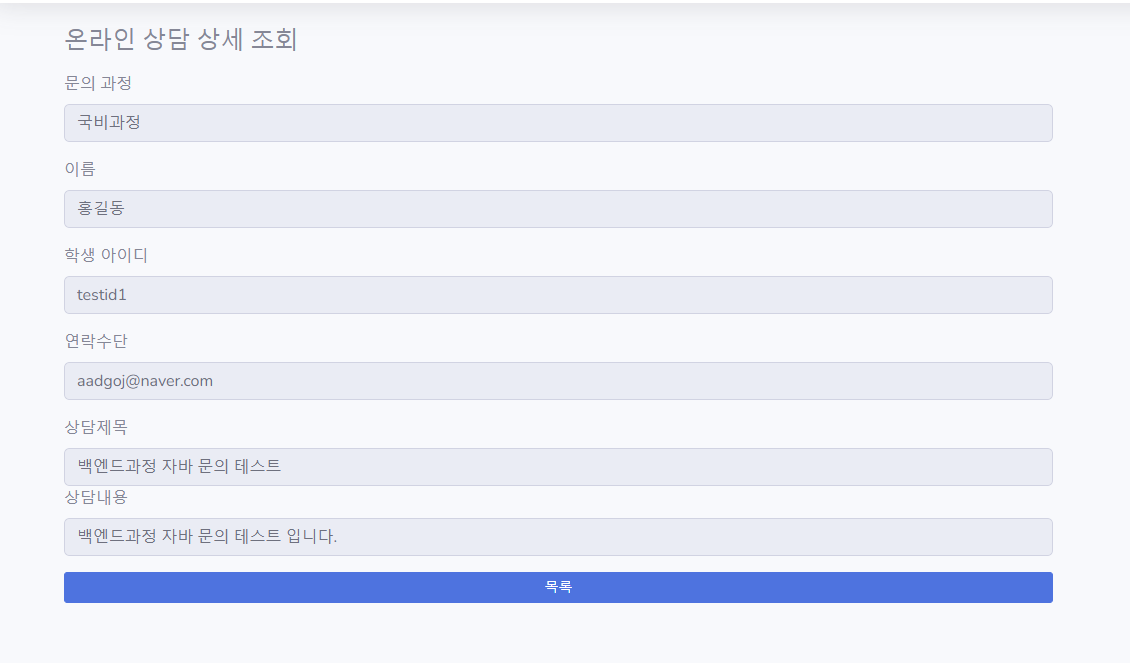 온라인 상담 상세 조회
문의 과정
국비과정
이름
홍길동
학생 아이디
testid1
연락수단
aadgoj@naver.com
상담제목
백엔드과정 자바 문의 테스트
상담내용
백엔드과정 자바 문의 테스트 입니다.
목록